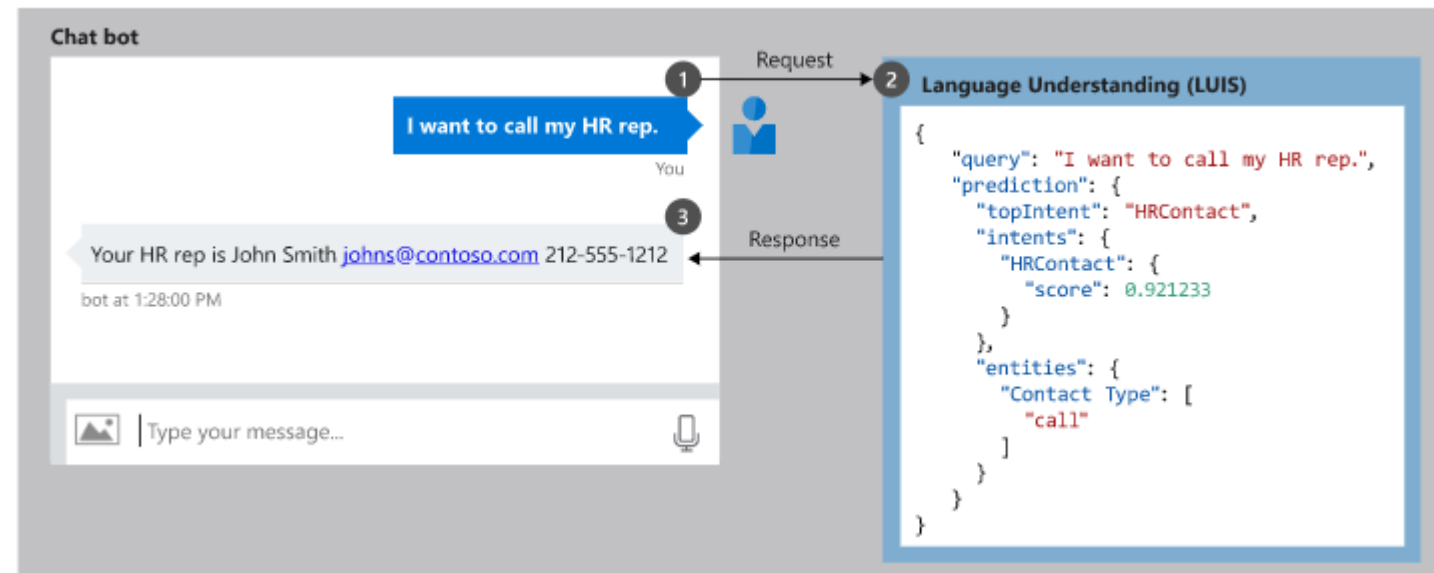 Chat bot
1
Request
2
Language Understanding (LUIS)
I want to call my HR rep.
You
3
Response
Your HR rep is John Smith johns@contoso.com 212-555-1212
bot at 1:28:00 PM
Type your message...
{
"query": "I want to call my HR rep.",
"prediction": {
"topIntent": "HRContact",
"intents": {
"HRContact": {
"score": 0.921233
}
},
"entities": {
"Contact Type": [
"call"
]
}
}
}